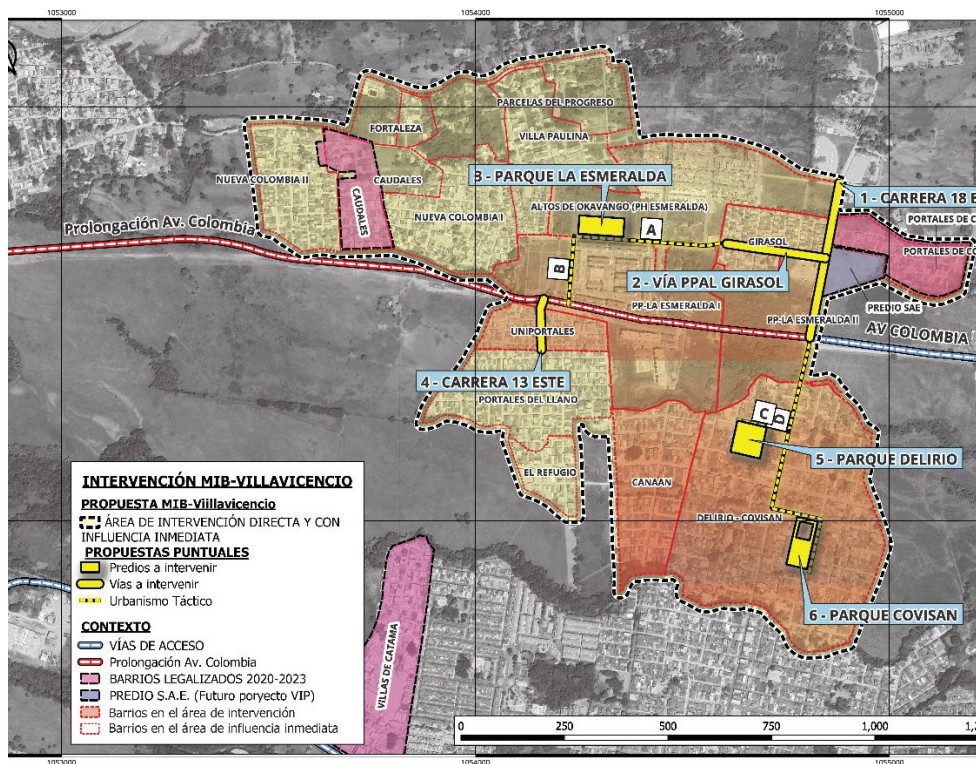 1053000
1054000
1055000
PARCELAS DEL PROGRESO
FORTALEZA
VILLA PAULINA
NUEVA COLOMBIA II
CAUDALES
CAUDALES
3 - PARQUE LA ESMERALDA
1 - CARRERA 18 E
ALTOS DE OKAVANGO (PH ESMERALDA)
NUEVA COLOMBIA I
A
PORTALES DE C
Prolongación Av. Colombia
GIRASOL
PORTALES DE CO
B
2 - VÍA PPAL GIRASOL
PP-LA ESMERALDA I
PREDIO SAE
PP-LA ESMERALDA II
AV COLOMBIA
UNIPORTALES
4 - CARRERA 13 ESTE
PORTALES DEL LLANO
C
D
5 - PARQUE DELIRIO
EL REFUGIO
CANAÁN
DELIRIO - COVISAN
6 - PARQUE COVISAN
VILLAS DE CATAMA
INTERVENCIÓN MIB-VILLAVICENCIO
PROPUESTA MIB-Viillavicencio
ÁREA DE INTERVENCIÓN DIRECTA Y CON
INFLUENCIA INMEDIATA
PROPUESTAS PUNTUALES
Predios a intervenir
Vías a intervenir
Urbanismo Táctico
CONTEXTO
VÍAS DE ACCESO
Prolongación Av. Colombia
BARRIOS LEGALIZADOS 2020-2023
PREDIO S.A.E. (Futuro poryecto VIP)
Barrios en el área de intervención
Barrios en el área de influencia inmediata
0 250 500 750 1,000 1,2
1053000
1054000
1055000